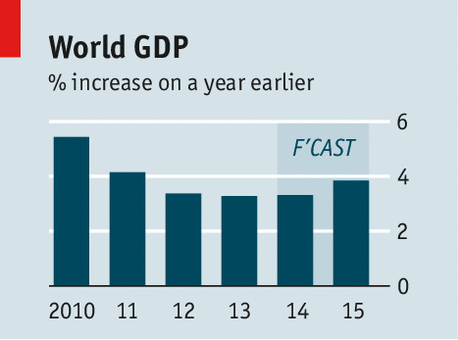 World GDP
% increase on a year earlier
F’CAST
6
4
2
0
2010 11 12 13 14 15